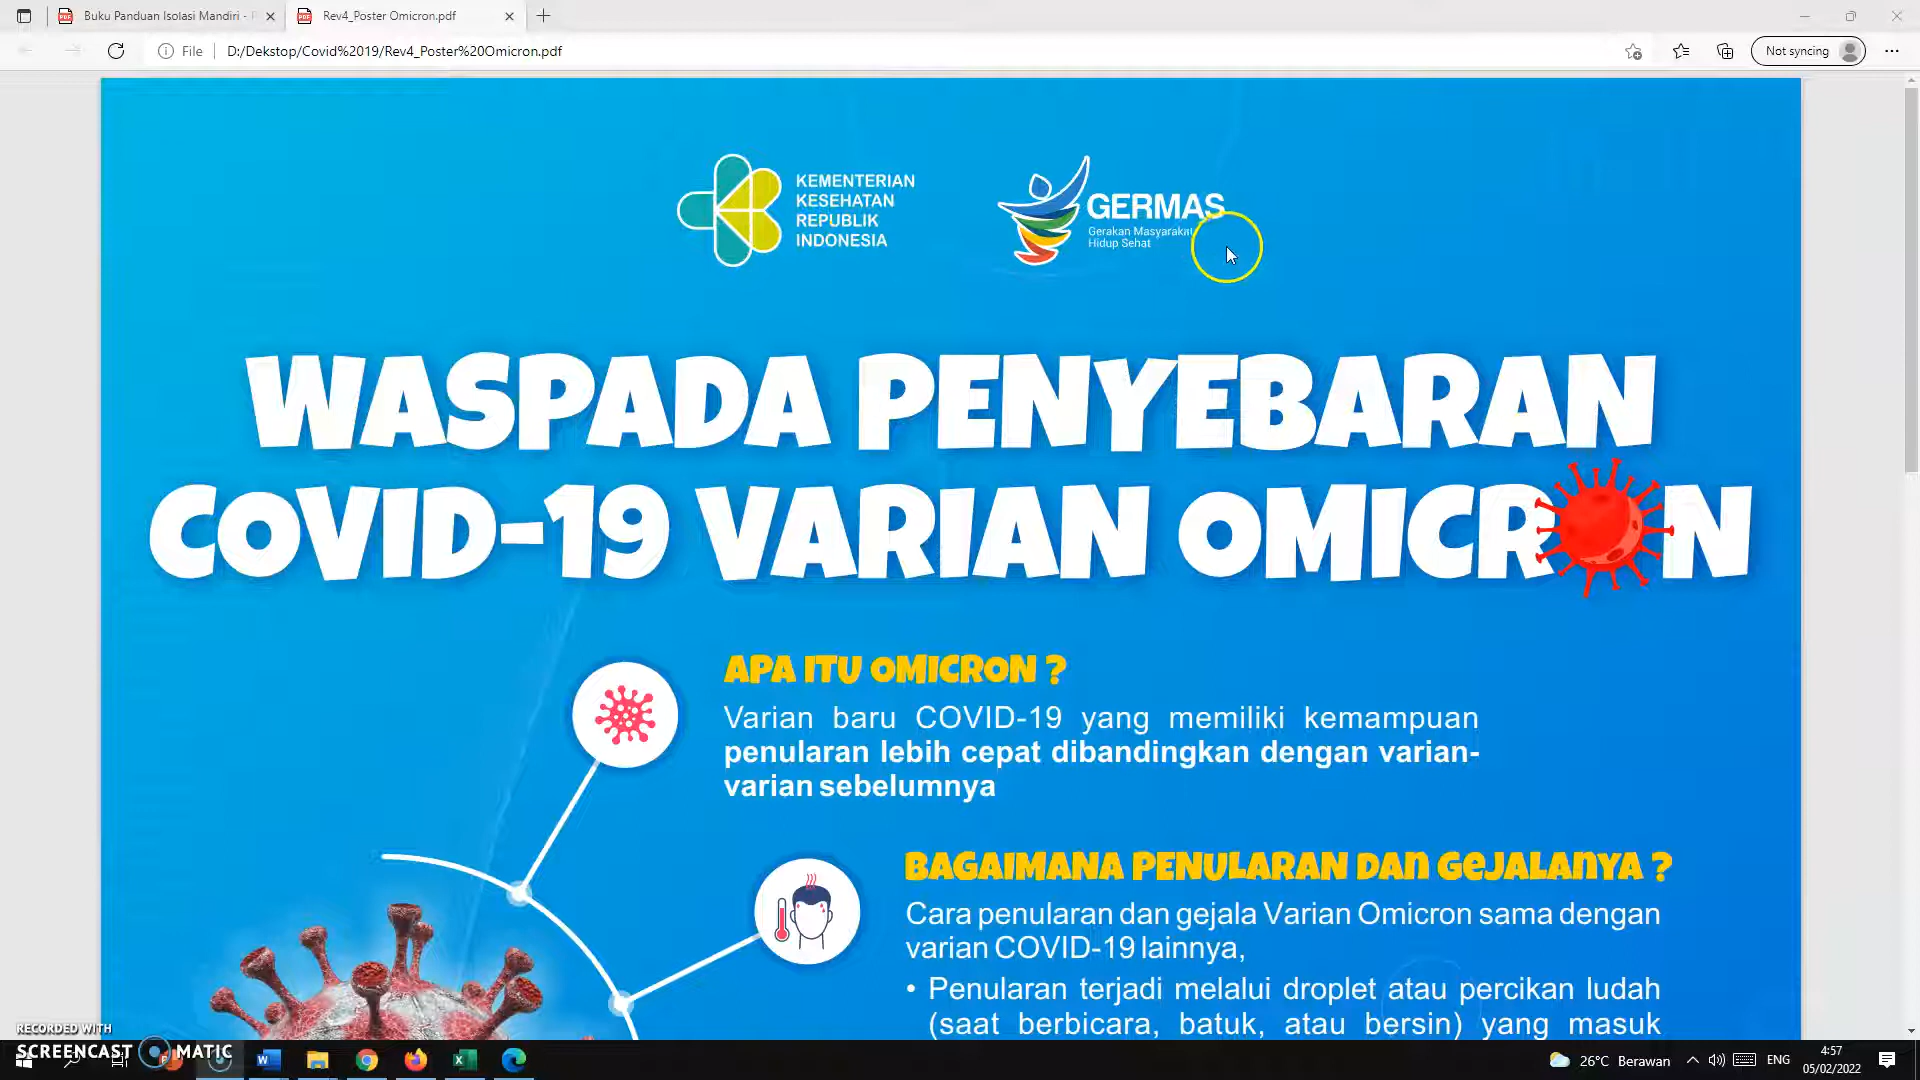 Buku Panduan Isolasi Mandiri -
Rev4_Poster Omicron.pdf
File
D:/Dekstop/Covid%2019/Rev4_Poster%20Omicron.pdf
Not syncing
KEMENTERIAN
KESEHATAN
REPUBLIK
INDONESIA
GERMAS
Gerakan Masyarakat
Hidup Sehat
WASPADA PENYEBARAN
COVID-19 VARIAN OMICRON
APA ITU OMICRON ?
Varian baru COVID-19 yang memiliki kemampuan
penularan lebih cepat dibandingkan dengan varian-
varian sebelumnya
BAGAIMANA PENULARAN DAN GEJALANYA ?
Cara penularan dan gejala Varian Omicron sama dengan
varian COVID-19 lainnya,
• Penularan terjadi melalui droplet atau percikan ludah
(saat berbicara, batuk, atau bersin) yang masuk
RECORDED WITH
SCREENCAST MATIC
26°C Berawan
ENG
4:57
05/02/2022